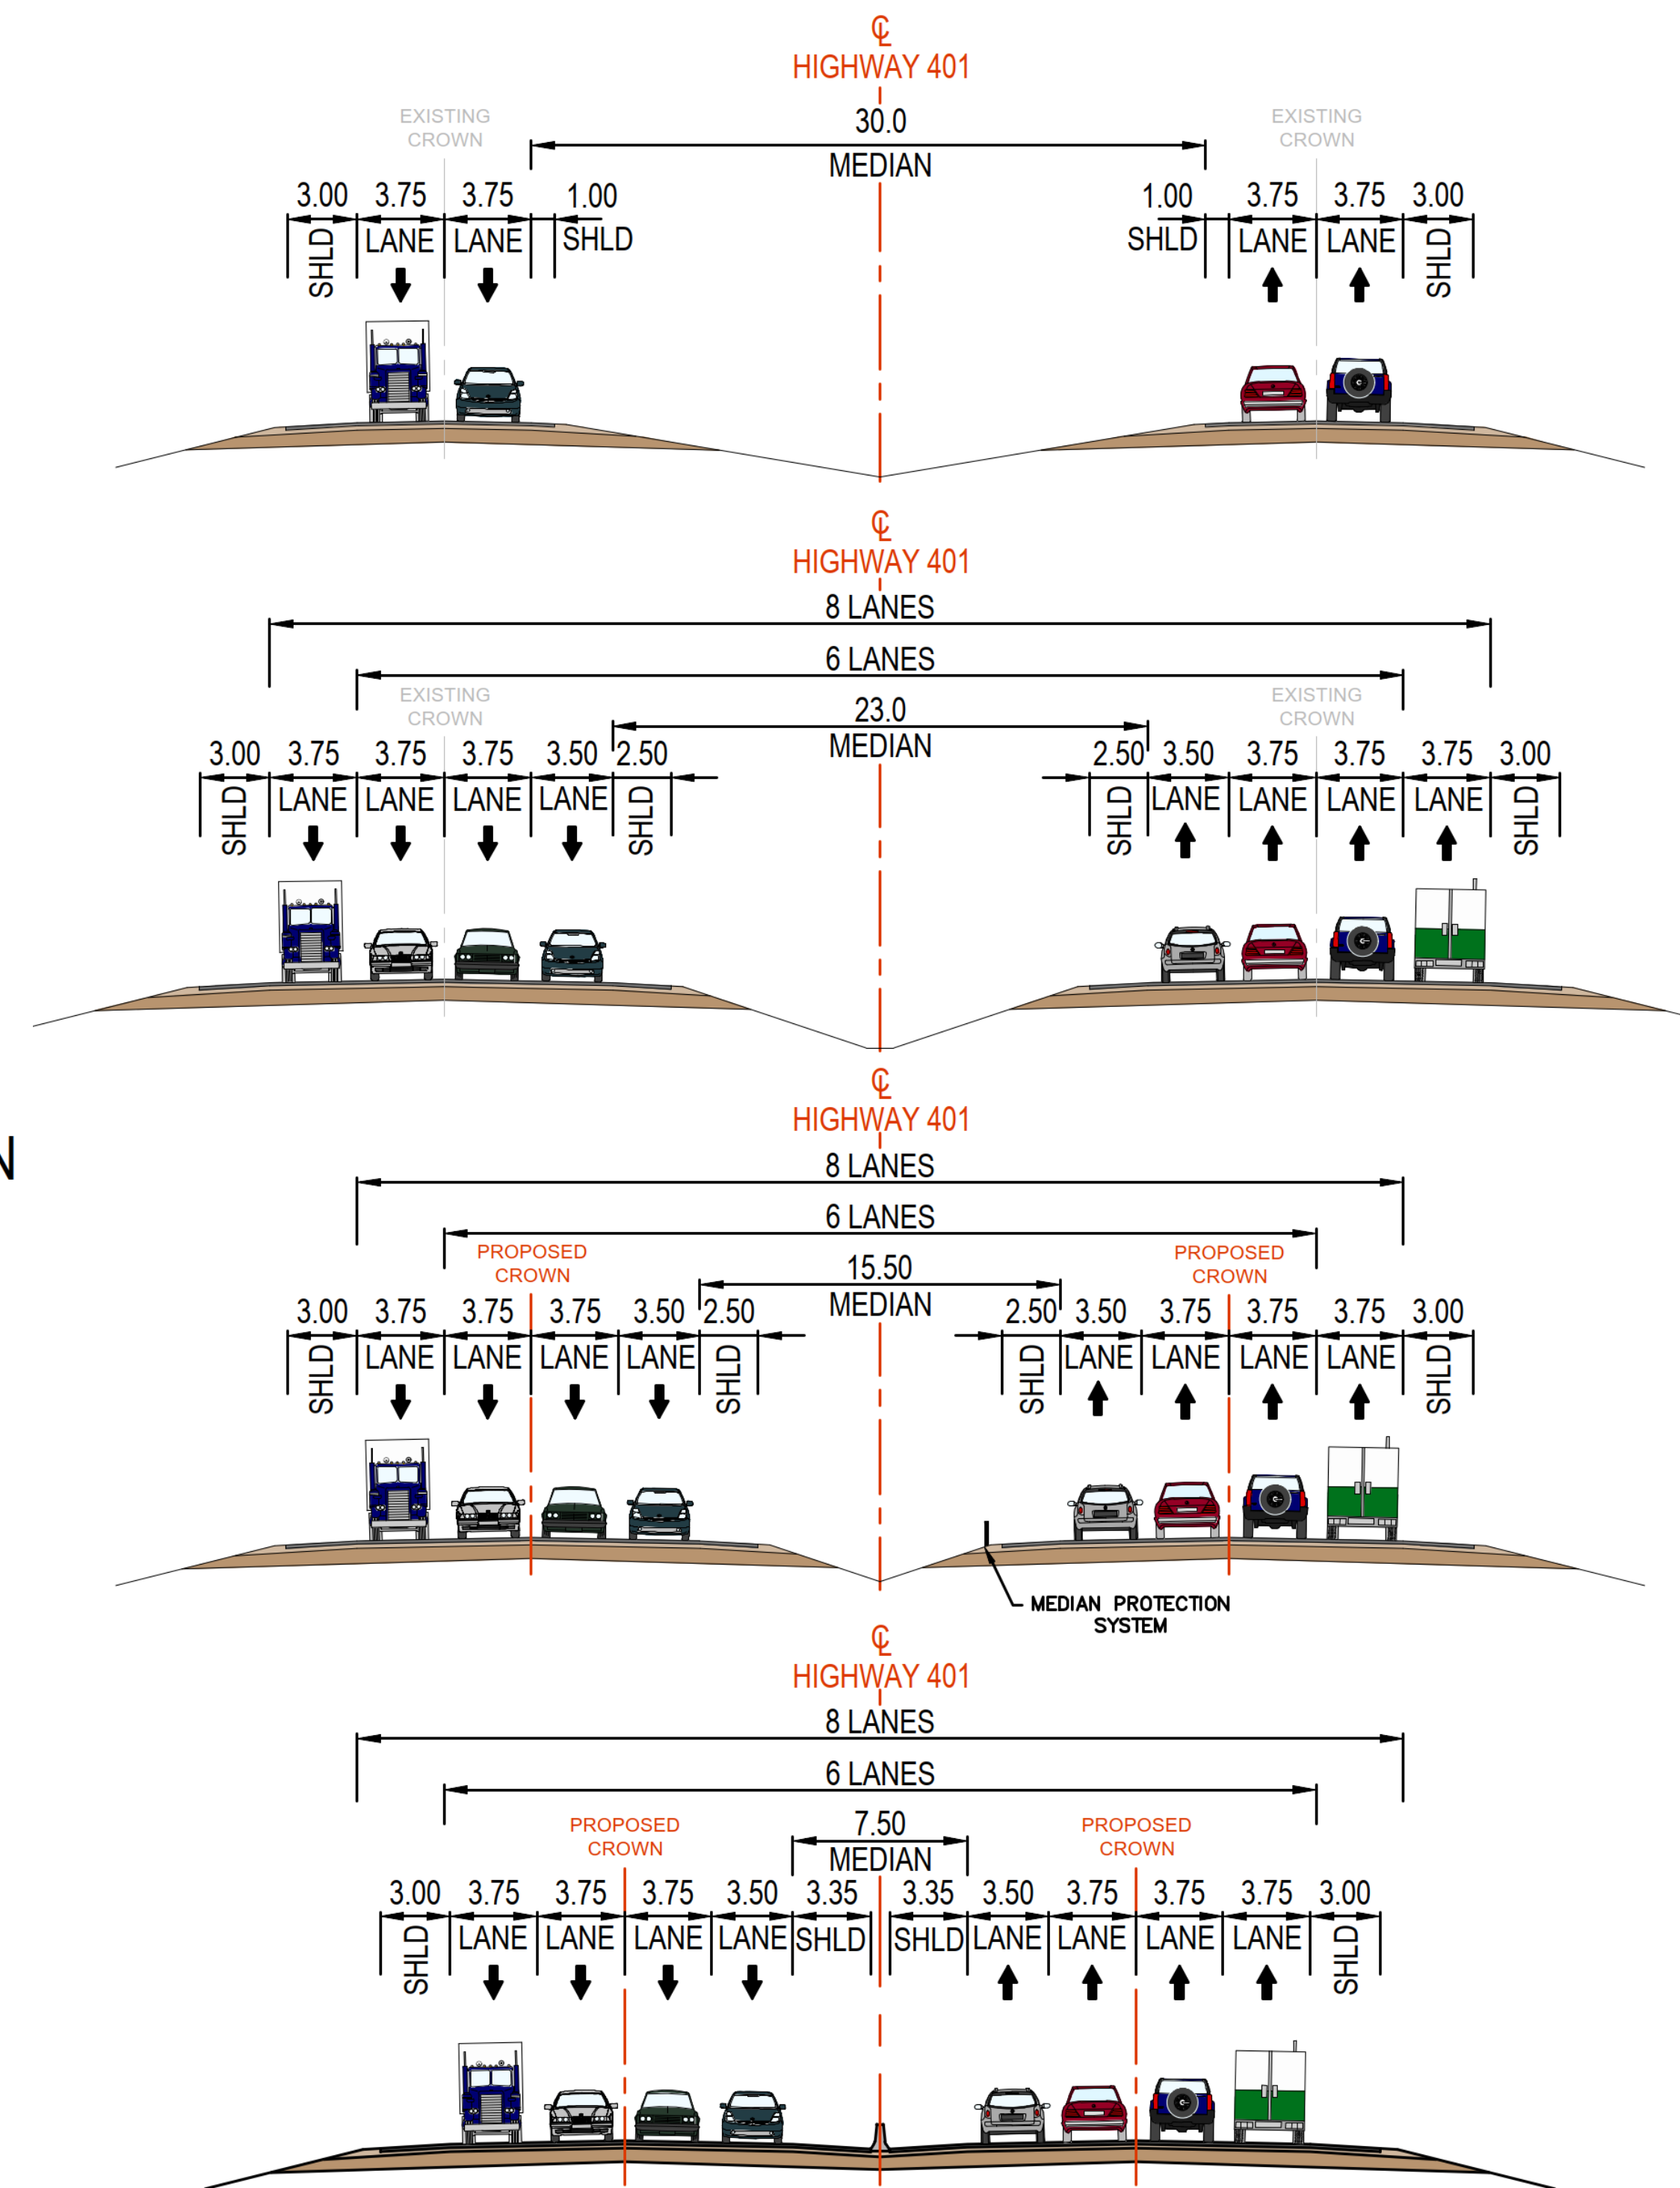 ℄
HIGHWAY 401
30.0
MEDIAN
EXISTING
CROWN
EXISTING
CROWN
3.00 3.75 3.75 1.00
SHLD LANE LANE SHLD
1.00 3.75 3.75 3.00
SHLD LANE LANE SHLD
℄
HIGHWAY 401
8 LANES
6 LANES
EXISTING
CROWN
23.0
MEDIAN
EXISTING
CROWN
3.00 3.75 3.75 3.75 3.50 2.50
SHLD LANE LANE LANE LANE SHLD
2.50 3.50 3.75 3.75 3.75 3.00
SHLD LANE LANE LANE LANE SHLD
N
℄
HIGHWAY 401
8 LANES
6 LANES
PROPOSED
CROWN
15.50
MEDIAN
PROPOSED
CROWN
3.00 3.75 3.75 3.75 3.50 2.50
SHLD LANE LANE LANE LANE SHLD
2.50 3.50 3.75 3.75 3.75 3.00
SHLD LANE LANE LANE LANE SHLD
MEDIAN PROTECTION
SYSTEM
℄
HIGHWAY 401
8 LANES
6 LANES
PROPOSED
CROWN
7.50
MEDIAN
PROPOSED
CROWN
3.00 3.75 3.75 3.75 3.50 3.35
SHLD LANE LANE LANE LANE SHLD
3.35 3.50 3.75 3.75 3.75 3.00
SHLD LANE LANE LANE LANE SHLD